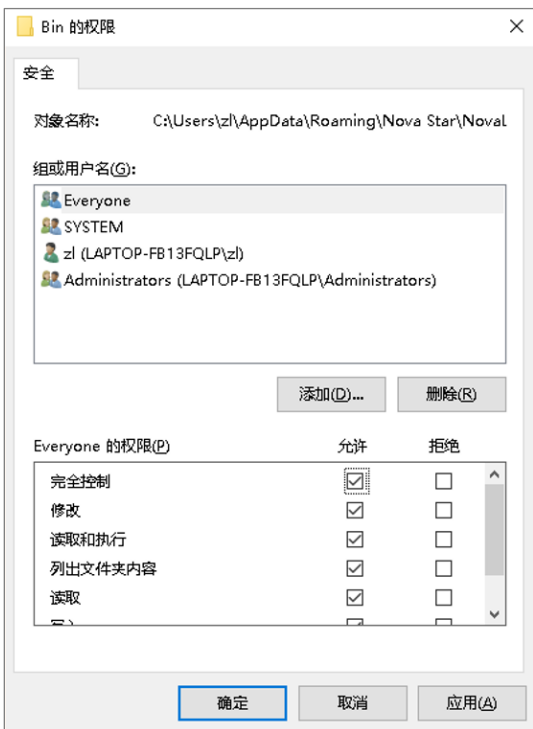 Bin 的权限
安全
对象名称: C:\Users\zl\AppData\Roaming\Nova Star\NovaL
组或用户名(G):
Everyone
SYSTEM
zl (LAPTOP-FB13FQLP\zl)
Administrators (LAPTOP-FB13FQLP\Administrators)
添加(D)... 删除(R)
Everyone 的权限(P) 允许 拒绝
完全控制
修改
读取和执行
列出文件夹内容
读取
确定 取消 应用(A)